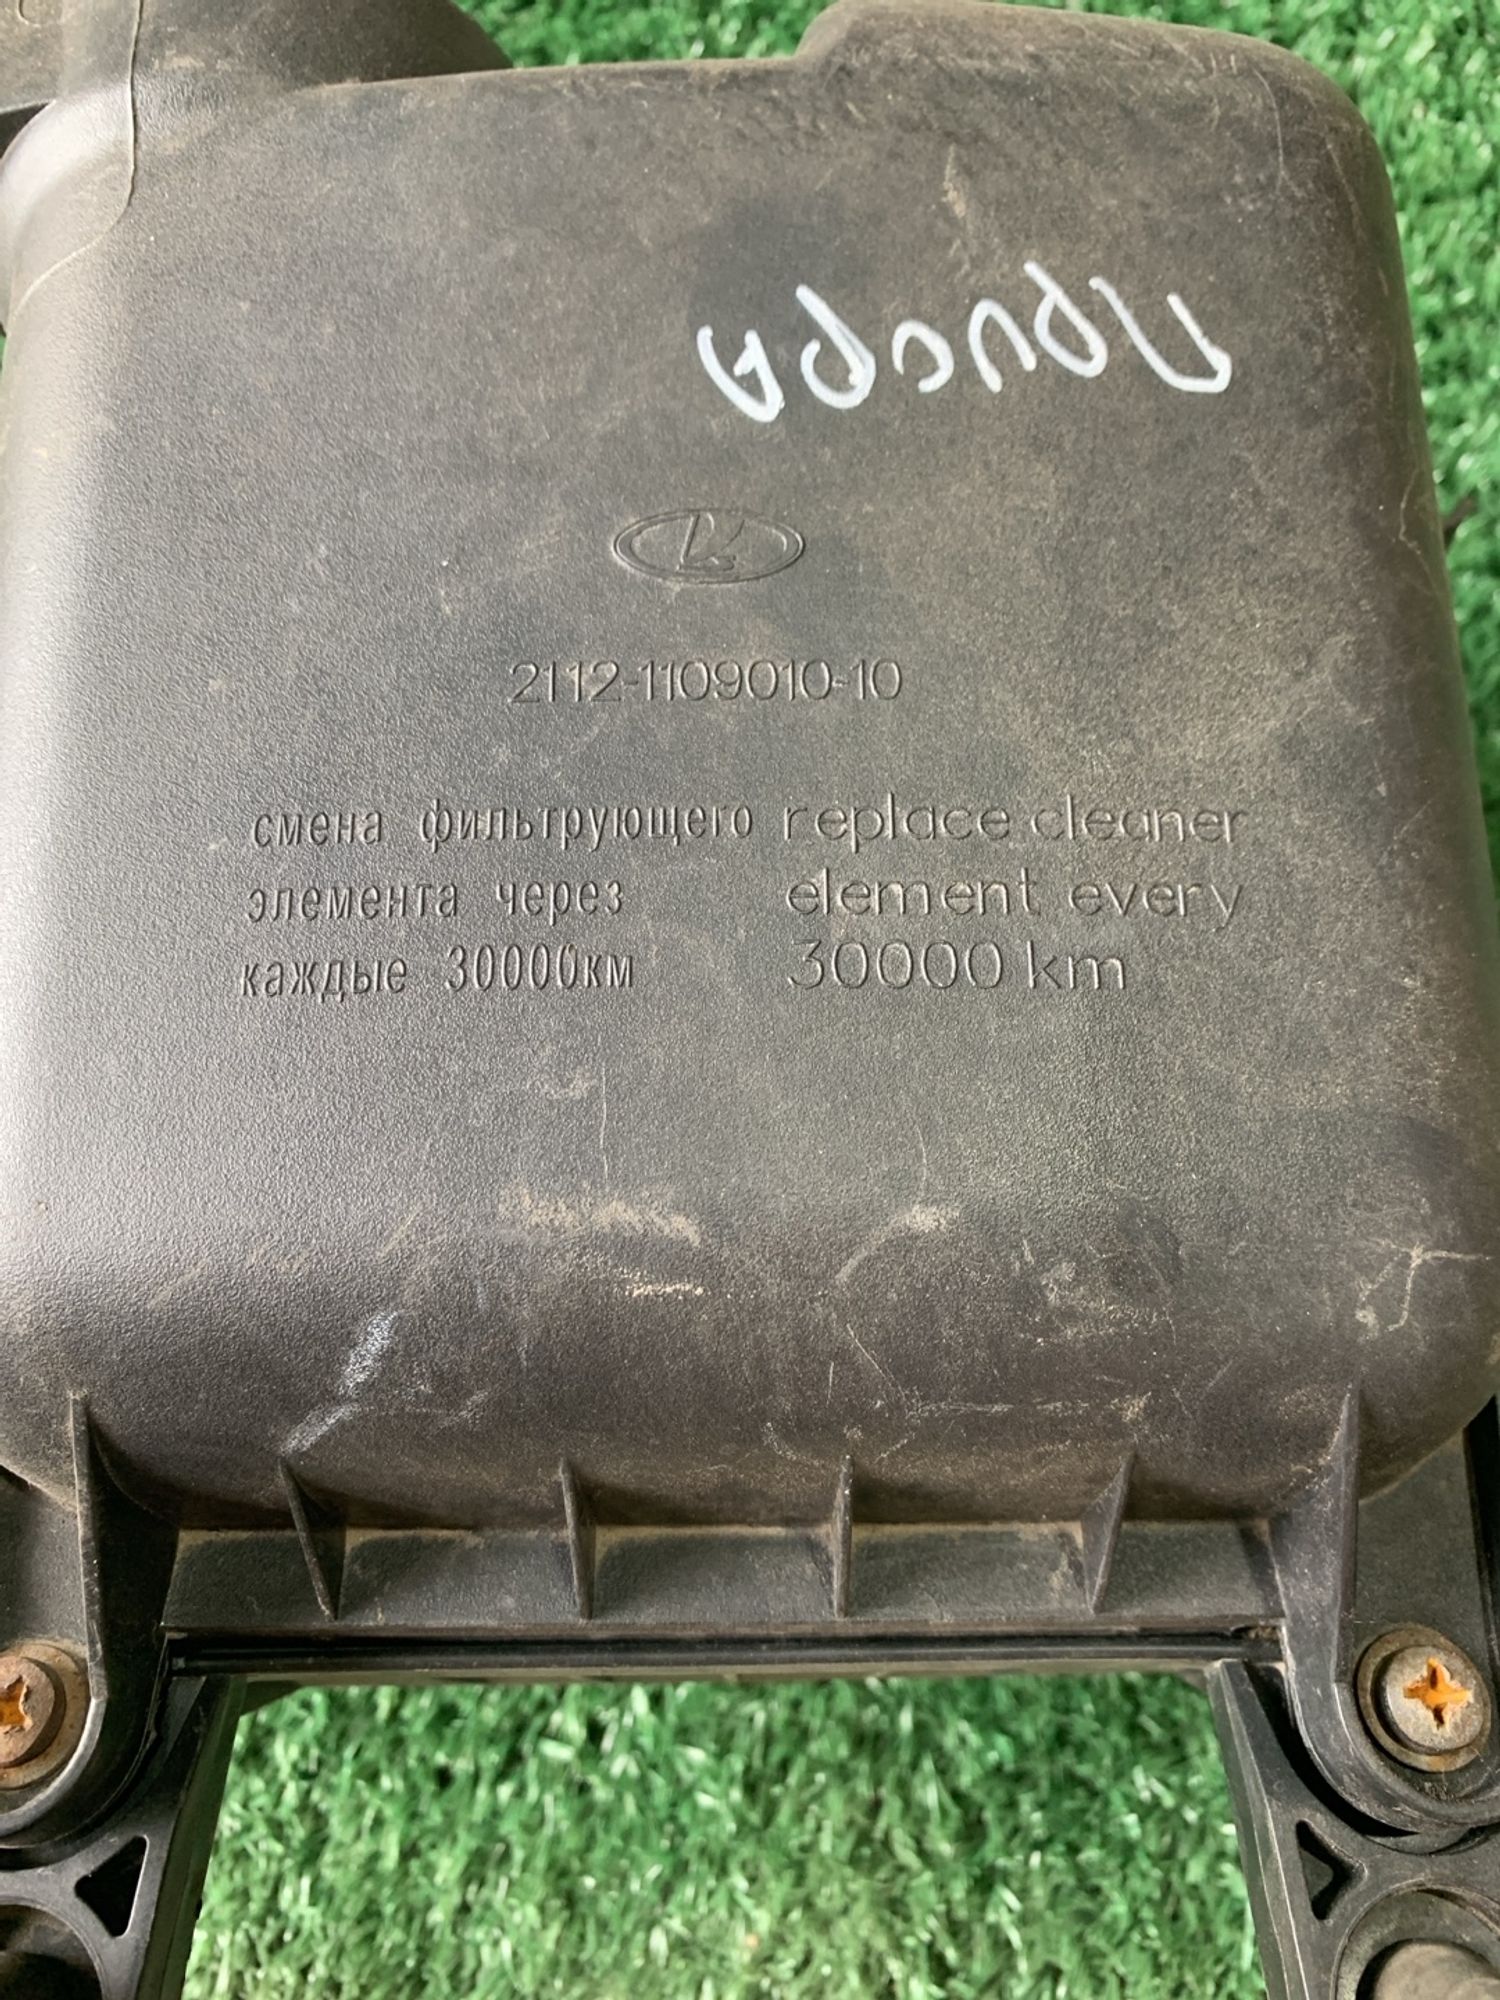 Приора
2112-1109010-10
смена фильтрующего
элемента через
каждые 30000км
replace cleaner
element every
30000 km